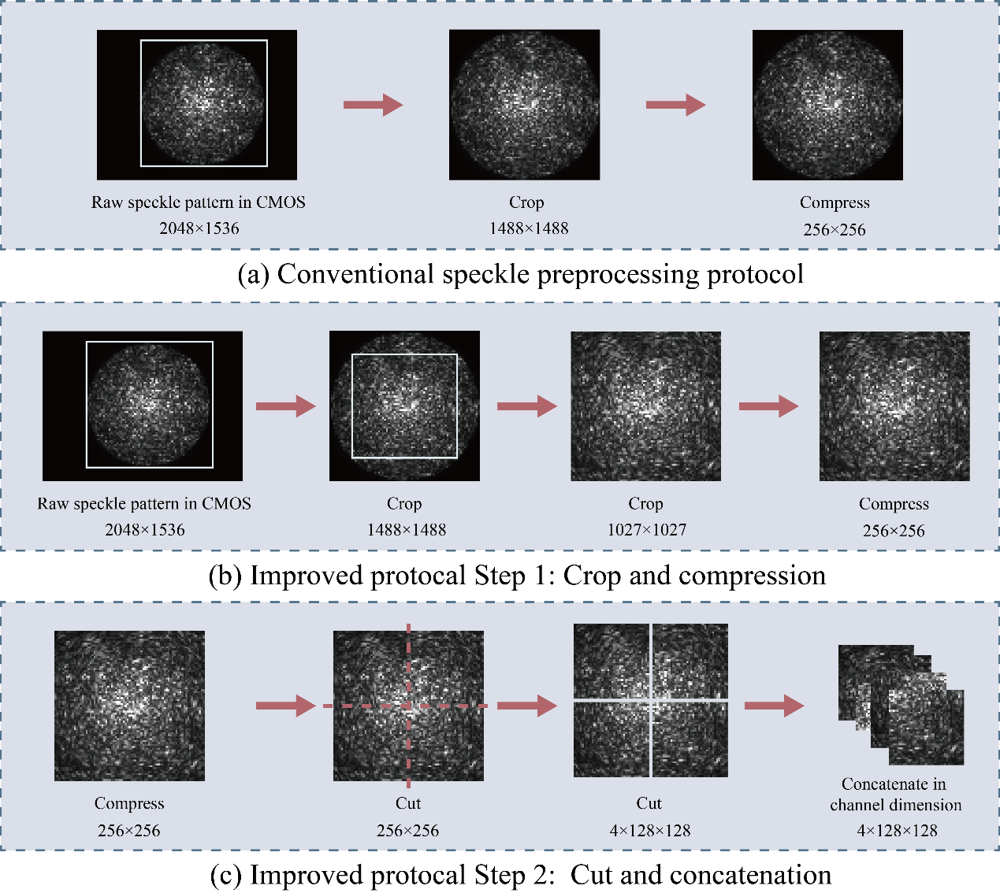 Raw speckle pattern in CMOS
2048×1536
Crop
1488×1488
Compress
256×256
(a) Conventional speckle preprocessing protocol
Raw speckle pattern in CMOS
2048×1536
Crop
1488×1488
Crop
1027×1027
Compress
256×256
(b) Improved protocal Step 1: Crop and compression
Compress
256×256
Cut
256×256
Cut
4×128×128
Concatenate in
channel dimension
4×128×128
(c) Improved protocal Step 2: Cut and concatenation